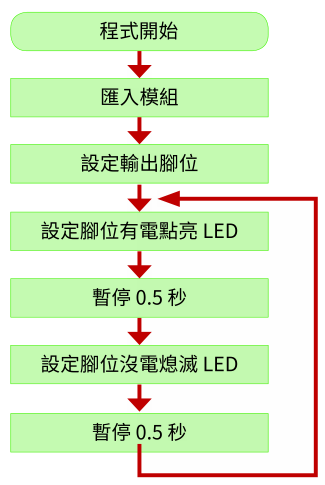 程式開始
匯入模組
設定輸出腳位
設定腳位有電點亮 LED
暫停 0.5 秒
設定腳位沒電熄滅 LED
暫停 0.5 秒